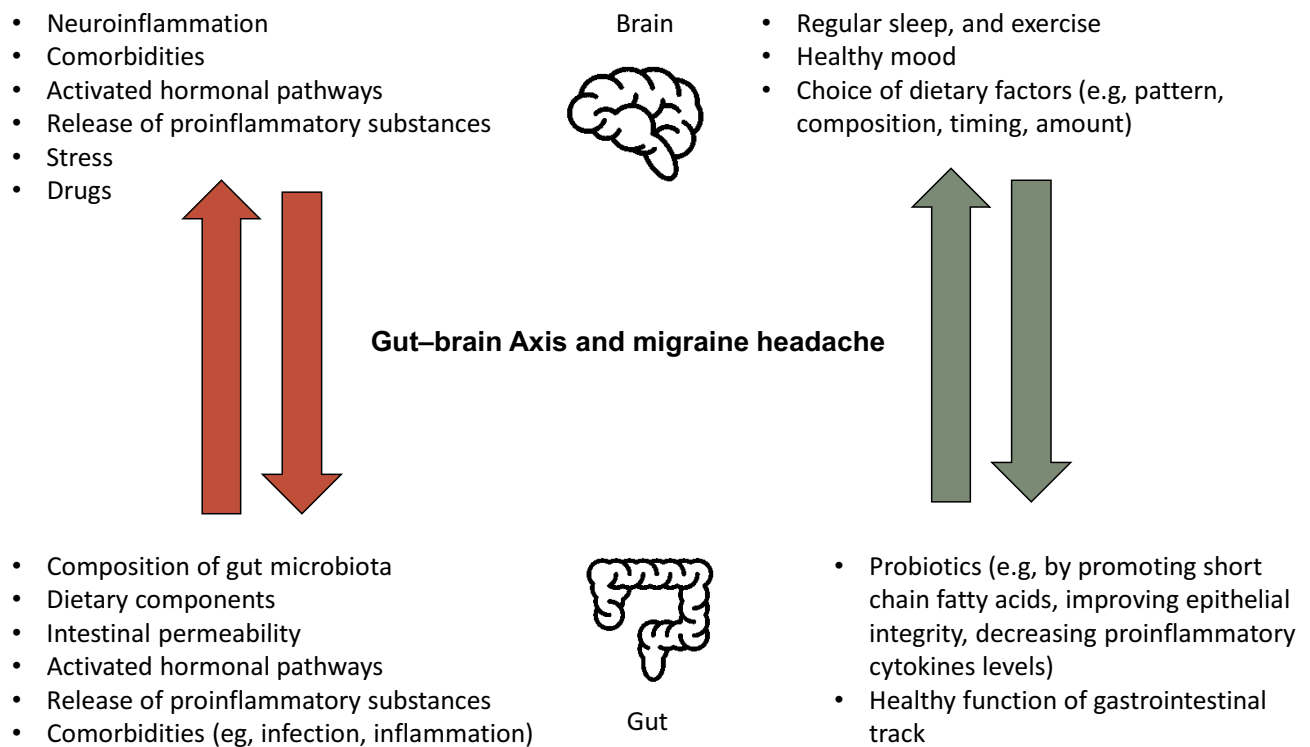 • Neuroinflammation
• Comorbidities
• Activated hormonal pathways
• Release of proinflammatory substances
• Stress
• Drugs
Brain
• Regular sleep, and exercise
• Healthy mood
• Choice of dietary factors (e.g, pattern,
composition, timing, amount)
Gut–brain Axis and migraine headache
• Composition of gut microbiota
• Dietary components
• Intestinal permeability
• Activated hormonal pathways
• Release of proinflammatory substances
• Comorbidities (eg, infection, inflammation)
Gut
• Probiotics (e.g, by promoting short
chain fatty acids, improving epithelial
integrity, decreasing proinflammatory
cytokines levels)
• Healthy function of gastrointestinal
track